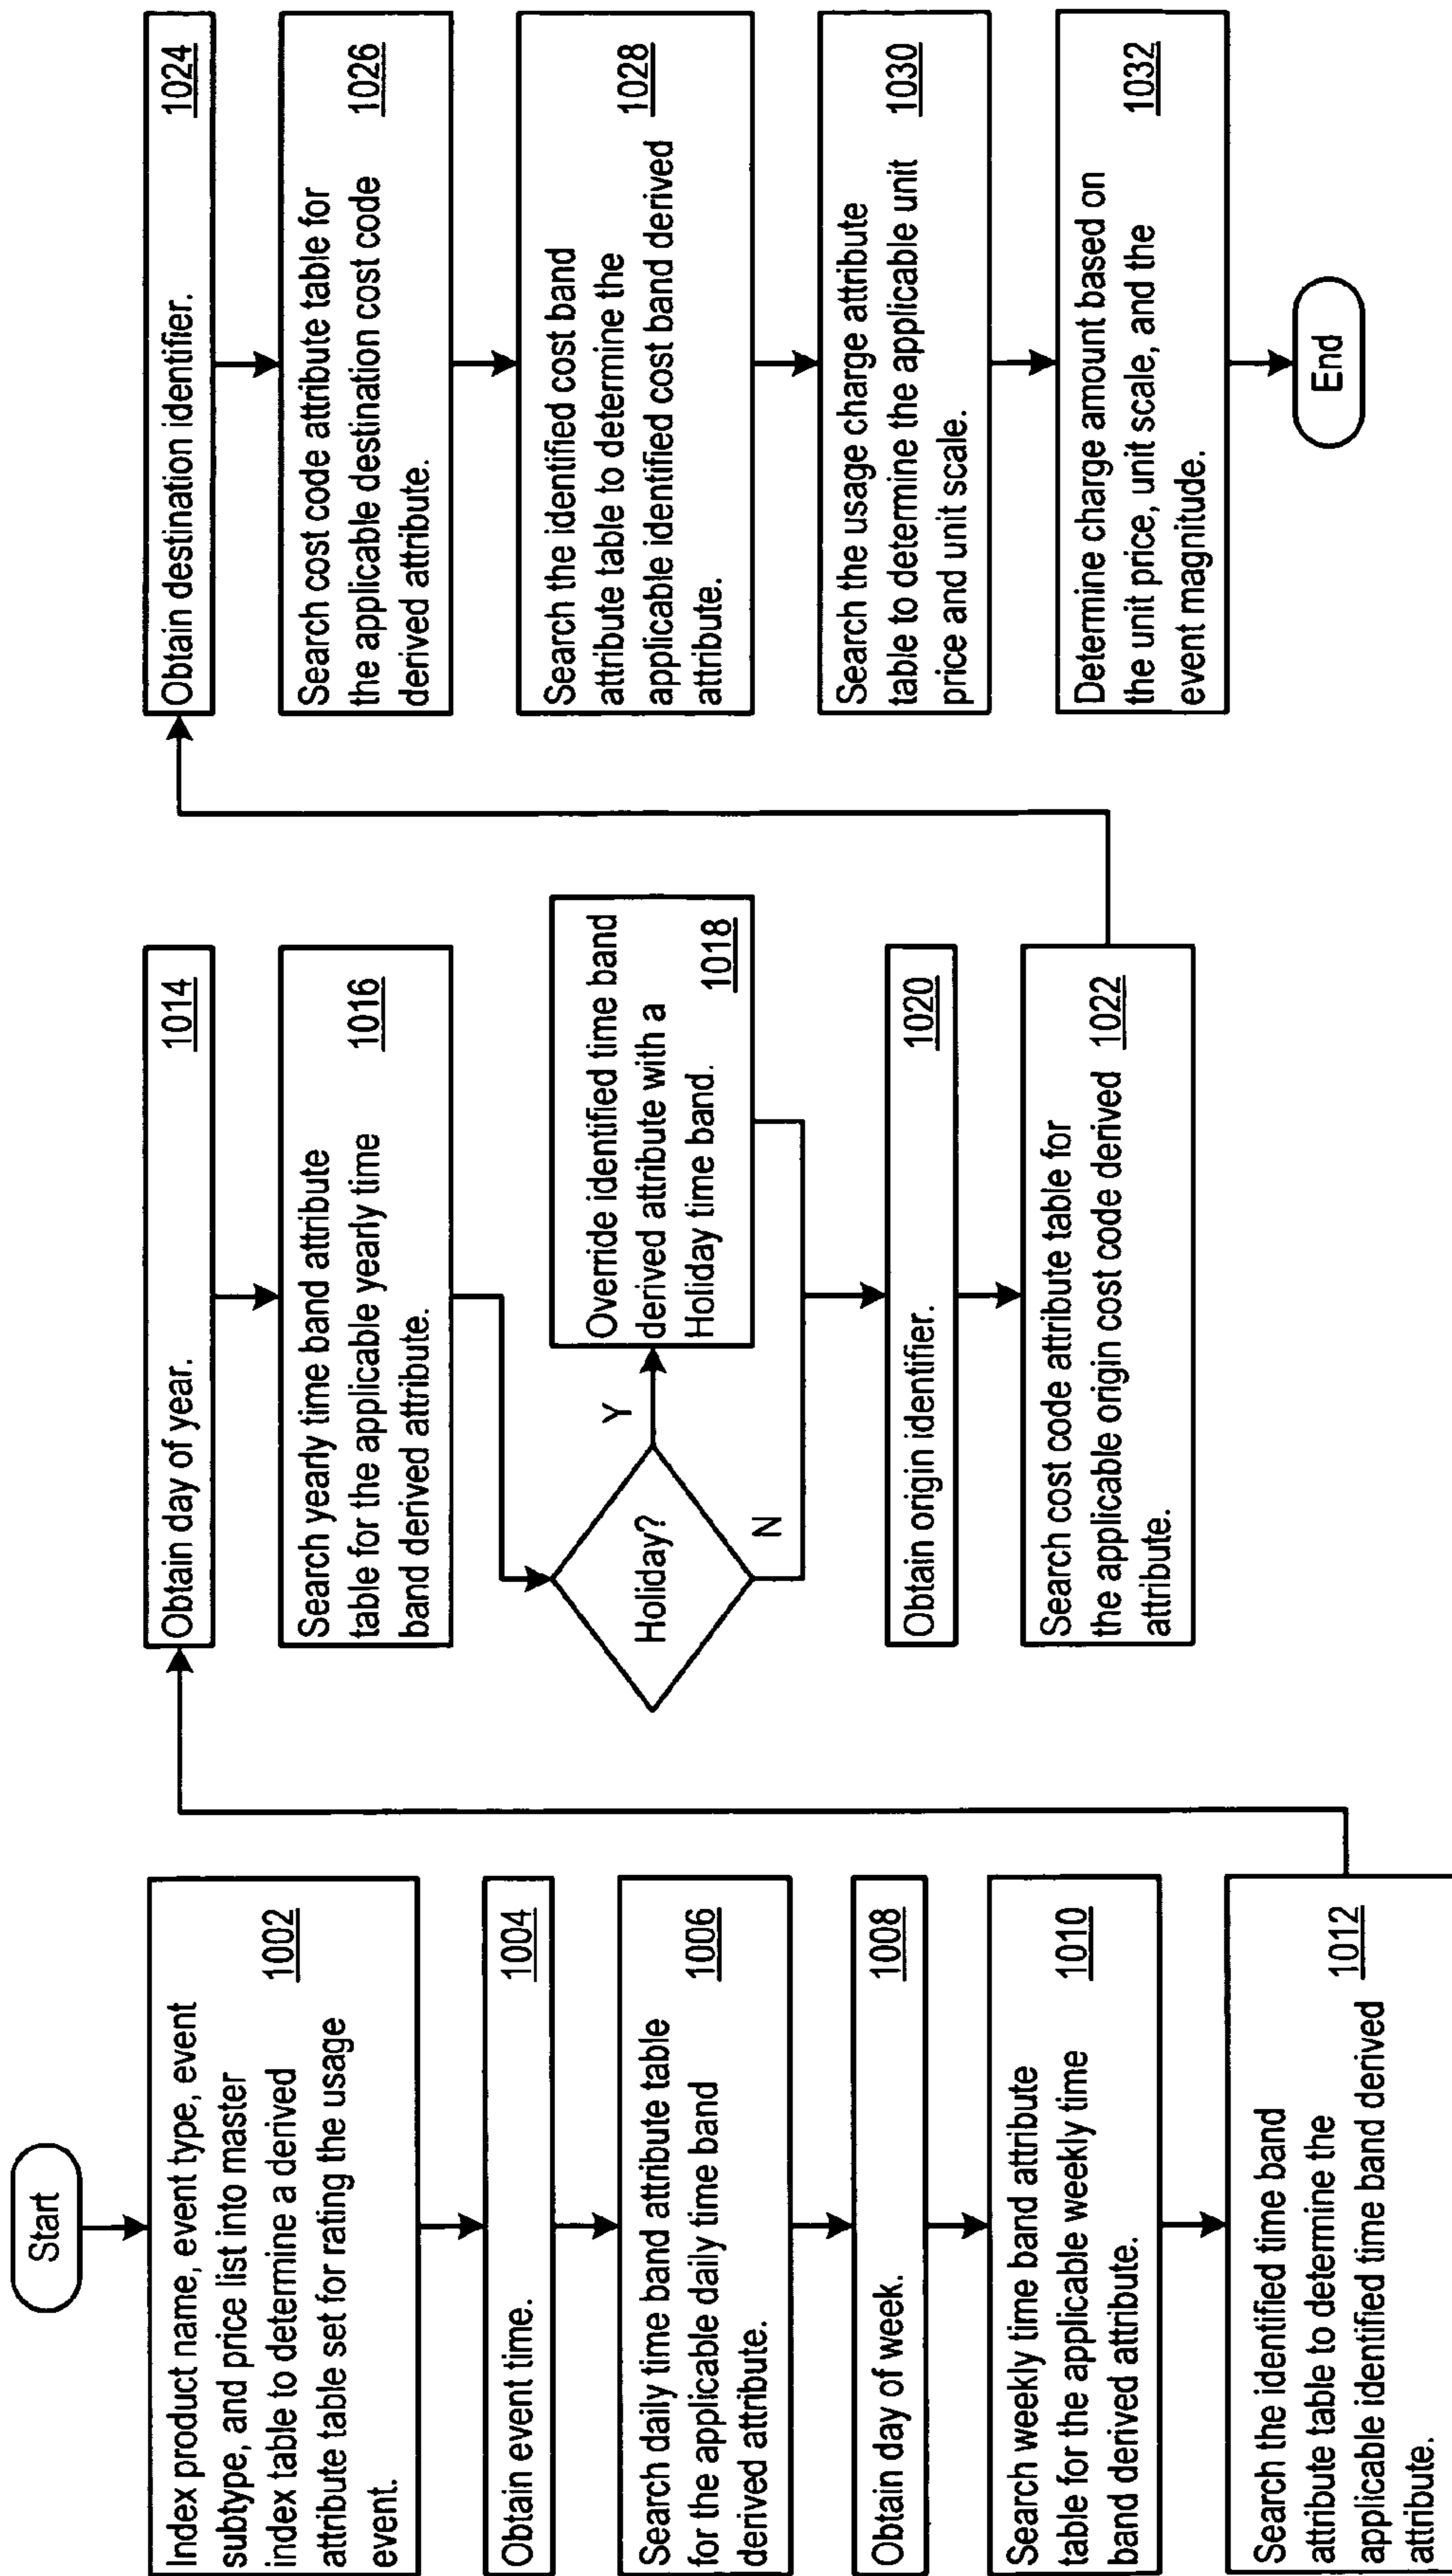 Start
Index product name, event type, event
subtype, and price list into master
index table to determine a derived 1002
attribute table set for rating the usage
event.
Obtain event time. 1004
Search daily time band attribute table
for the applicable daily time band 1006
derived attribute.
Obtain day of week. 1008
Search weekly time band attribute
table for the applicable weekly time 1010
band derived attribute.
Search the identified time band
attribute table to determine the 1012
applicable identified time band derived
attribute.
Obtain day of year. 1014
Search yearly time band attribute
table for the applicable yearly time 1016
band derived attribute.
Holiday?
Y
N
Override identified time band
derived attribute with a
Holiday time band. 1018
Obtain origin identifier. 1020
Search cost code attribute table for
the applicable origin cost code derived 1022
attribute.
Obtain destination identifier. 1024
Search cost code attribute table for
the applicable destination cost code 1026
derived attribute.
Search the identified cost band
attribute table to determine the 1028
applicable identified cost band derived
attribute.
Search the usage charge attribute
table to determine the applicable unit 1030
price and unit scale.
Determine charge amount based on
the unit price, unit scale, and the 1032
event magnitude.
End